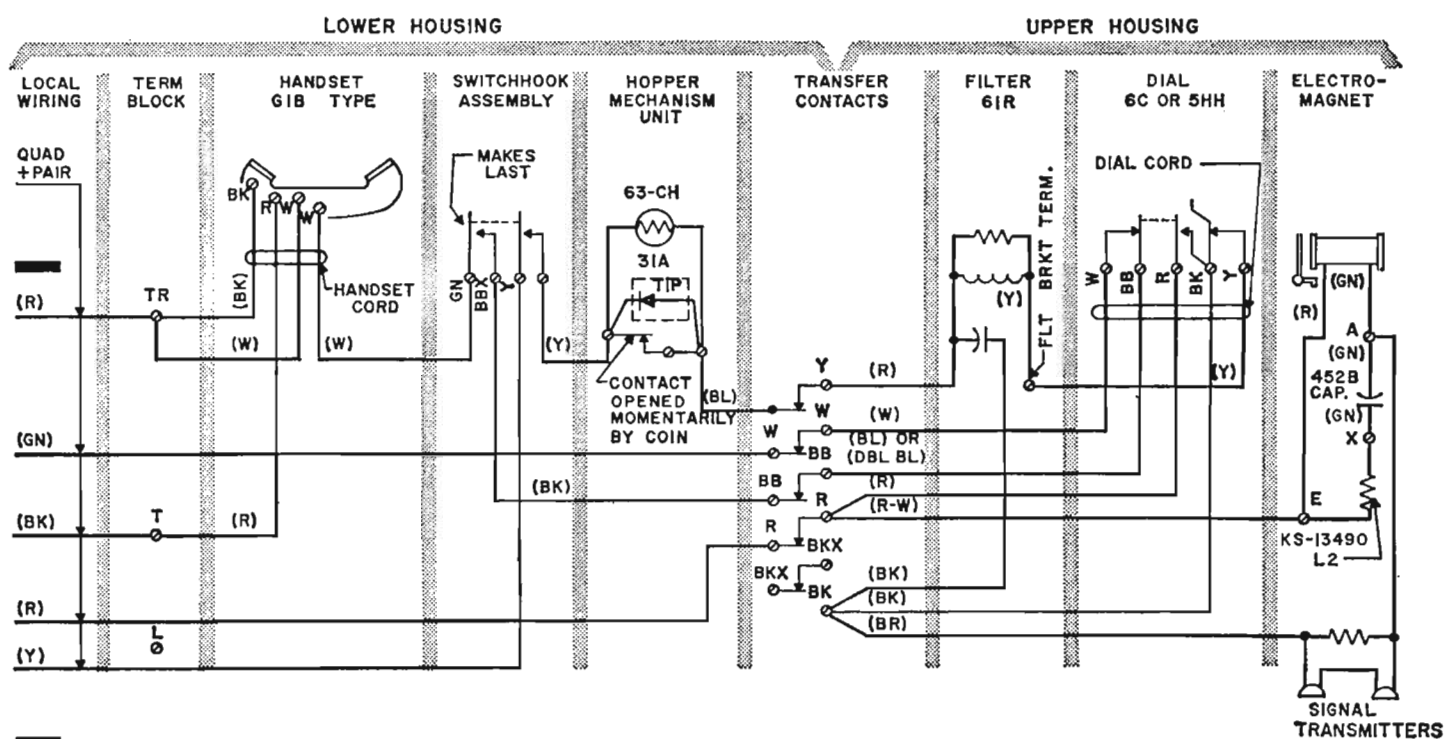 LOWER HOUSING
UPPER HOUSING
LOCAL
WIRING
TERM
BLOCK
HANDSET
G1B TYPE
SWITCHHOOK
ASSEMBLY
HOPPER
MECHANISM
UNIT
TRANSFER
CONTACTS
FILTER
61R
DIAL
6C OR 5HH
ELECTRO-
MAGNET
QUAD
+PAIR
BK
R
W
W
(BK)
HANDSET
CORD
MAKES
LAST
GN
BBX
Y
63-CH
31A
TIP
(Y)
CONTACT
OPENED
MOMENTARILY
BY COIN
(BL)
FLT BRKT TERM.
(Y)
DIAL CORD
W
BB
R
BK
Y
(Y)
(R)
(GN)
A
(GN)
452B
CAP.
(GN)
X
E
KS-13490
L2
(R)
TR
(W)
(W)
Y
(R)
W
(W)
W
(GN)
BB
(BL) OR
(DBL BL)
BB
(BK)
R
(R)
(R-W)
R
(BK)
T
(R)
BKX
BKX
BK
(BK)
(BK)
(BR)
(R)
L
(Y)
SIGNAL
TRANSMITTERS